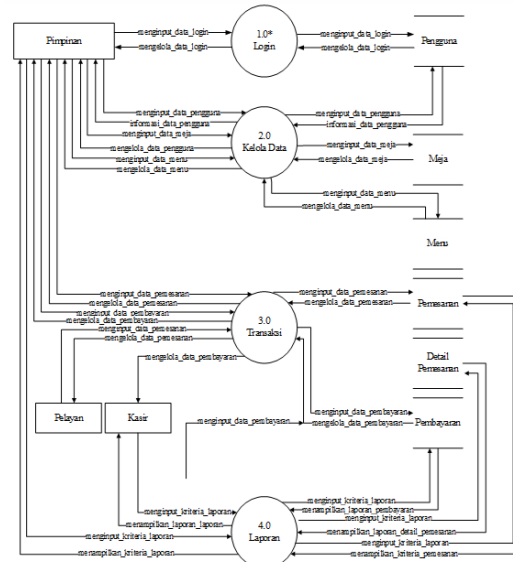 Pimpinan
menginput_data_login
mengelola_data_login
1.0*
Login
menginput_data_login
mengelola_data_login
Pengguna
menginput_data_pengguna
informasi_data_pengguna
menginput_data_meja
mengelola_data_pengguna
menginput_data_menu
mengelola_data_menu
2.0
Kelola Data
menginput_data_pengguna
informasi_data_pengguna
menginput_data_meja
mengelola_data_meja
Meja
menginput_data_menu
mengelola_data_menu
Menu
menginput_data_pemesanan
mengelola_data_pemesanan
menginput_data_pembayaran
mengelola_data_pembayaran
menginput_data_pemesanan
mengelola_data_pemesanan
mengelola_data_pembayaran
3.0
Transaksi
menginput_data_pemesanan
mengelola_data_pemesanan
Pemesanan
Detail
Pemesanan
Pelayan
Kasir
menginput_data_pembayaran
menginput_data_pembayaran
mengelola_data_pembayaran
Pembayaran
menginput_kriteria_laporan
menampilkan_laporan_laporan
menginput_kriteria_laporan
menampilkan_kriteria_laporan
4.0
Laporan
menginput_kriteria_laporan
menampilkan_laporan_pembayaran
menginput_kriteria_laporan
menampilkan_laporan_detail_pemesanan
menginput_kriteria_laporan
menampilkan_kriteria_pemesanan